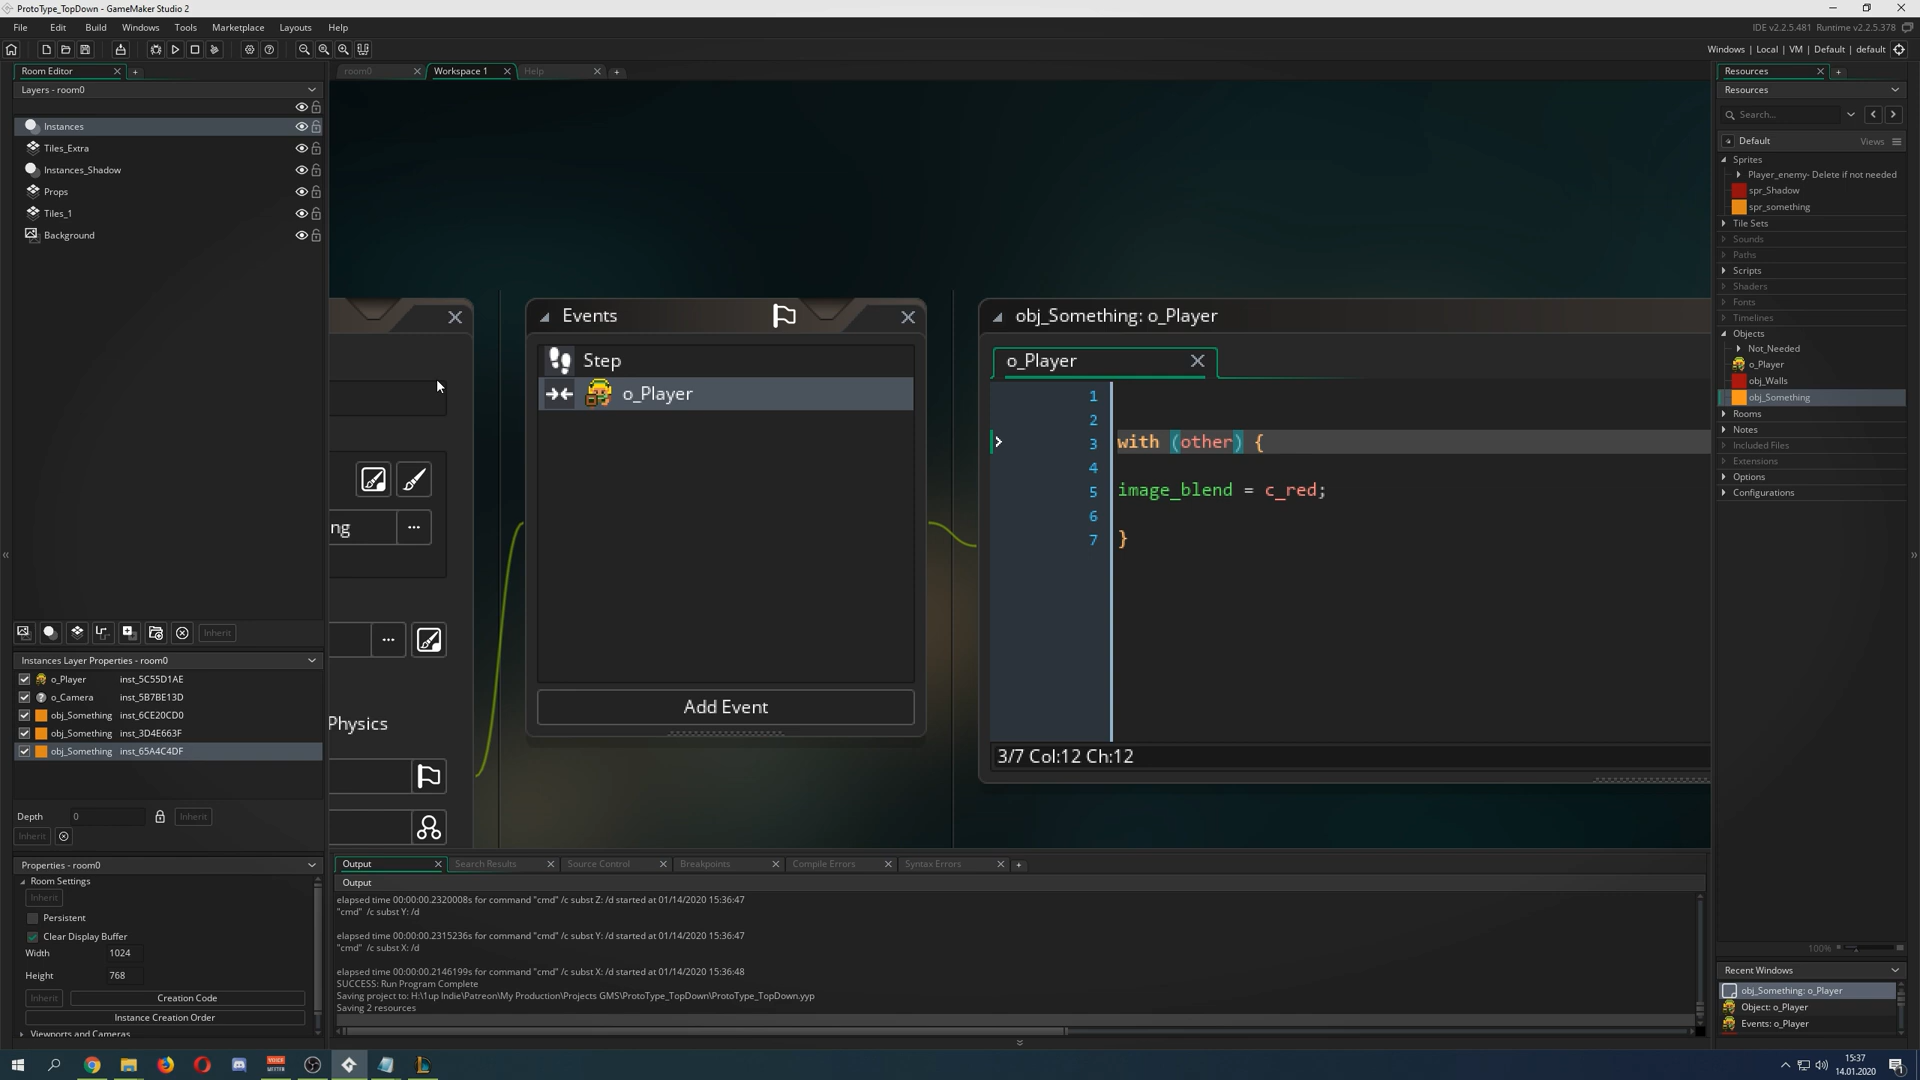 ProtoType_TopDown - GameMaker Studio 2
File Edit Build Windows Tools Marketplace Layouts Help
IDE v2.2.5.481 Runtime v2.2.5.378
Windows | Local | VM | Default | default
Room Editor
room0 Workspace 1 Help
Resources
Layers - room0
Instances
Tiles_Extra
Instances_Shadow
Props
Tiles_1
Background
Inherit
Instances Layer Properties - room0
o_Player inst_5C55D1AE
o_Camera inst_5B7BE13D
obj_Something inst_6CE20CD0
obj_Something inst_3D4E663F
obj_Something inst_65A4C4DF
Depth 0 Inherit
Inherit
Properties - room0
Room Settings
Inherit
Persistent
Clear Display Buffer
Width 1024
Height 768
Inherit Creation Code
Instance Creation Order
Viewports and Cameras
ng
Physics
Events
Step
o_Player
Add Event
obj_Something: o_Player
o_Player
1
2
3 with (other) {
4
5 image_blend = c_red;
6
7 }
3/7 Col:12 Ch:12
Output Search Results Source Control Breakpoints Compile Errors Syntax Errors
Output
elapsed time 00:00:00.2320008s for command "cmd" /c subst Z: /d started at 01/14/2020 15:36:47
"cmd" /c subst Y: /d
elapsed time 00:00:00.2315236s for command "cmd" /c subst Y: /d started at 01/14/2020 15:36:47
"cmd" /c subst X: /d
elapsed time 00:00:00.2146199s for command "cmd" /c subst X: /d started at 01/14/2020 15:36:48
SUCCESS: Run Program Complete
Saving project to: H:\1up Indie\Patreon\My Production\Projects GMS\ProtoType_TopDown\ProtoType_TopDown.yyp
Saving 2 resources
Resources
Search...
Default Views
Sprites
Player_enemy- Delete if not needed
spr_Shadow
spr_something
Tile Sets
Sounds
Paths
Scripts
Shaders
Fonts
Timelines
Objects
Not_Needed
o_Player
obj_Walls
obj_Something
Rooms
Notes
Included Files
Extensions
Options
Configurations
100%
Recent Windows
obj_Something: o_Player
Object: o_Player
Events: o_Player
15:37
14.01.2020